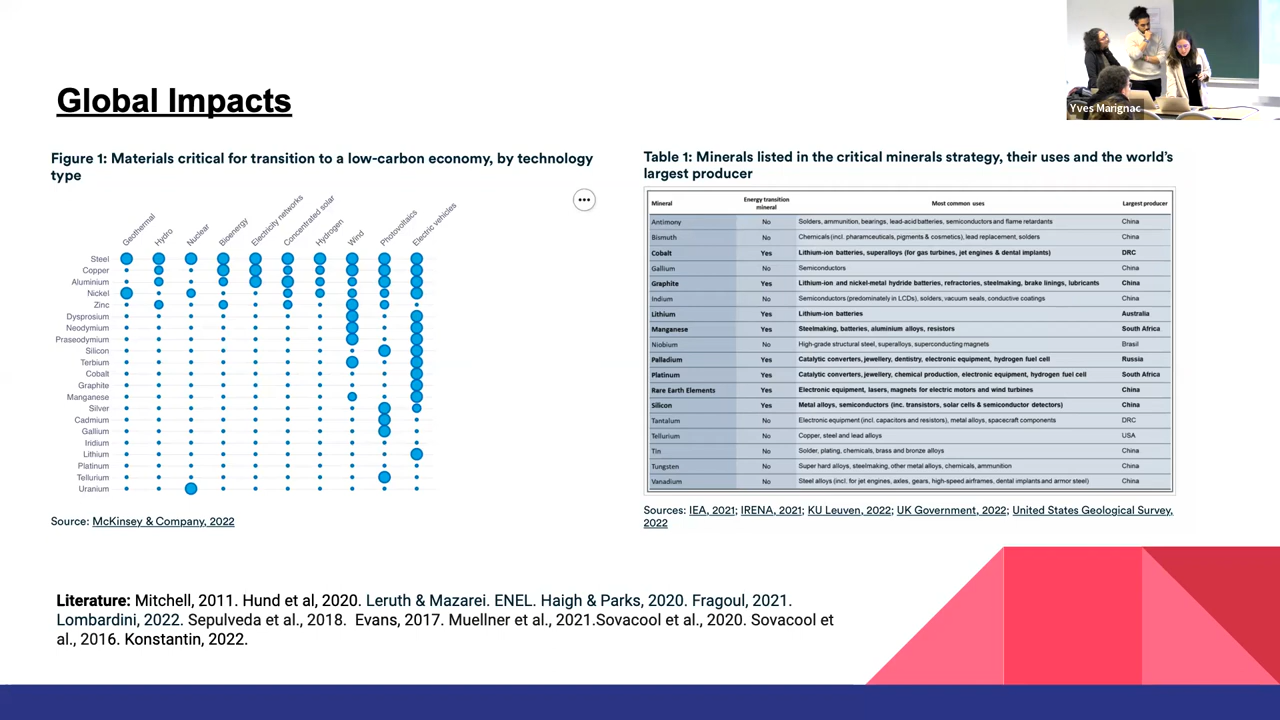 Yves Marignac
Global Impacts
Figure 1: Materials critical for transition to a low-carbon economy, by technology
type
Geothermal
Hydro
Nuclear
Bioenergy
Electricity networks
Concentrated solar
Hydrogen
Wind
Photovoltaics
Electric vehicles
Steel
Copper
Aluminium
Nickel
Zinc
Dysprosium
Neodymium
Praseodymium
Silicon
Terbium
Cobalt
Graphite
Manganese
Silver
Cadmium
Gallium
Iridium
Lithium
Platinum
Tellurium
Uranium
Source: McKinsey & Company, 2022
Table 1: Minerals listed in the critical minerals strategy, their uses and the world's
largest producer
Mineral Energy transition mineral Most common uses Largest producer
Antimony No Solders, ammunition, bearings, lead-acid batteries, semiconductors and flame retardants China
Bismuth No Chemicals (incl. pharamceuticals, pigments & cosmetics), lead replacement, solders China
Cobalt Yes Lithium-ion batteries, superalloys (for gas turbines, jet engines & dental implants) DRC
Gallium No Semiconductors China
Graphite Yes Lithium-ion and nickel-metal hydride batteries, refractories, steelmaking, brake linings, lubricants China
Indium No Semiconductors (predominately in LCDs), solders, vacuum seals, conductive coatings China
Lithium Yes Lithium-ion batteries Australia
Manganese Yes Steelmaking, batteries, aluminium alloys, resistors South Africa
Niobium No High-grade structural steel, superalloys, superconducting magnets Brasil
Palladium Yes Catalytic converters, jewellery, dentistry, electronic equipment, hydrogen fuel cell Russia
Platinum Yes Catalytic converters, jewellery, chemical production, electronic equipment, hydrogen fuel cell South Africa
Rare Earth Elements Yes Electronic equipment, lasers, magnets for electric motors and wind turbines China
Silicon Yes Metal alloys, semiconductors (inc. transistors, solar cells & semiconductor detectors) China
Tantalum No Electronic equipment (incl. capacitors and resistors), metal alloys, spacecraft components DRC
Tellurium No Copper, steel and lead alloys USA
Tin No Solder, plating, chemicals, brass and bronze alloys China
Tungsten No Super hard alloys, steelmaking, other metal alloys, chemicals, ammunition China
Vanadium No Steel alloys (incl. for jet engines, axles, gears, high-speed airframes, dental implants and armor steel) China
Sources: IEA, 2021; IRENA, 2021; KU Leuven, 2022; UK Government, 2022; United States Geological Survey,
2022
Literature: Mitchell, 2011. Hund et al, 2020. Leruth & Mazarei. ENEL. Haigh & Parks, 2020. Fragoul, 2021.
Lombardini, 2022. Sepulveda et al., 2018. Evans, 2017. Muellner et al., 2021.Sovacool et al., 2020. Sovacool et
al., 2016. Konstantin, 2022.